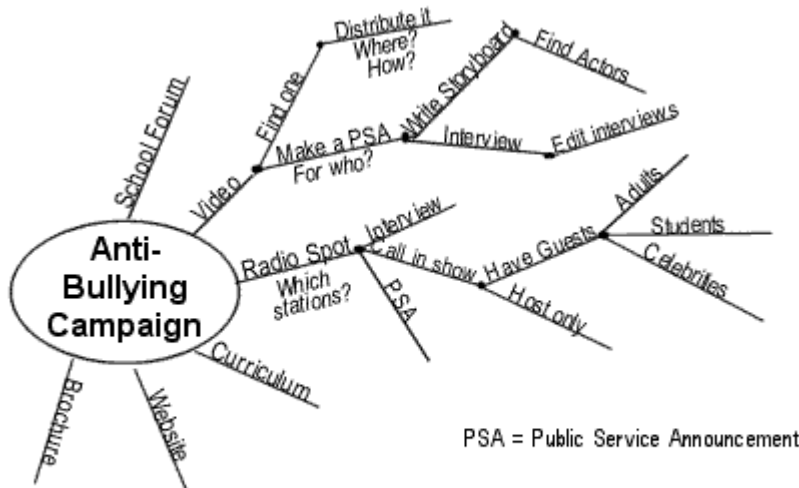 Distribute it
Where?
How?
Find one
Write Storyboard
Find Actors
School Forum
Make a PSA
For who?
Interview
Edit interviews
Video
Anti-
Bullying
Campaign
Radio Spot
Which
stations?
Interview
Call in show
PSA
Have Guests
Adults
Students
Celebrites
Host only
Curriculum
Brochure
Website
PSA = Public Service Announcement